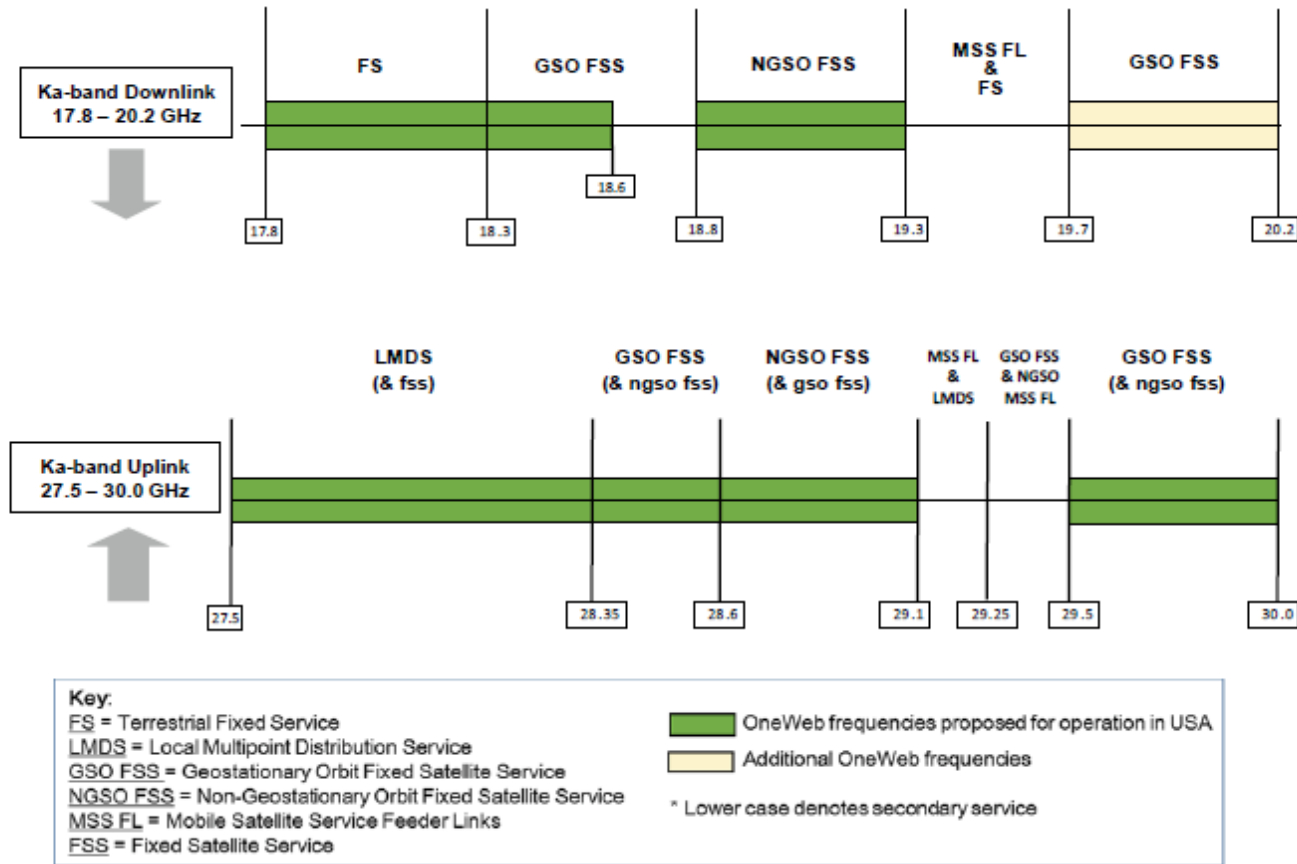 FS
GSO FSS
NGSO FSS
MSS FL
&
FS
GSO FSS
Ka-band Downlink
17.8 – 20.2 GHz
18.6
17.8
18.3
18.8
19.3
19.7
20.2
LMDS
(& fss)
GSO FSS
(& ngso fss)
NGSO FSS
(& gso fss)
MSS FL
&
LMDS
GSO FSS
& NGSO
MSS FL
GSO FSS
(& ngso fss)
Ka-band Uplink
27.5 – 30.0 GHz
27.5
28.35
28.6
29.1
29.25
29.5
30.0
Key:
FS = Terrestrial Fixed Service
LMDS = Local Multipoint Distribution Service
GSO FSS = Geostationary Orbit Fixed Satellite Service
NGSO FSS = Non-Geostationary Orbit Fixed Satellite Service
MSS FL = Mobile Satellite Service Feeder Links
FSS = Fixed Satellite Service
OneWeb frequencies proposed for operation in USA
Additional OneWeb frequencies
* Lower case denotes secondary service